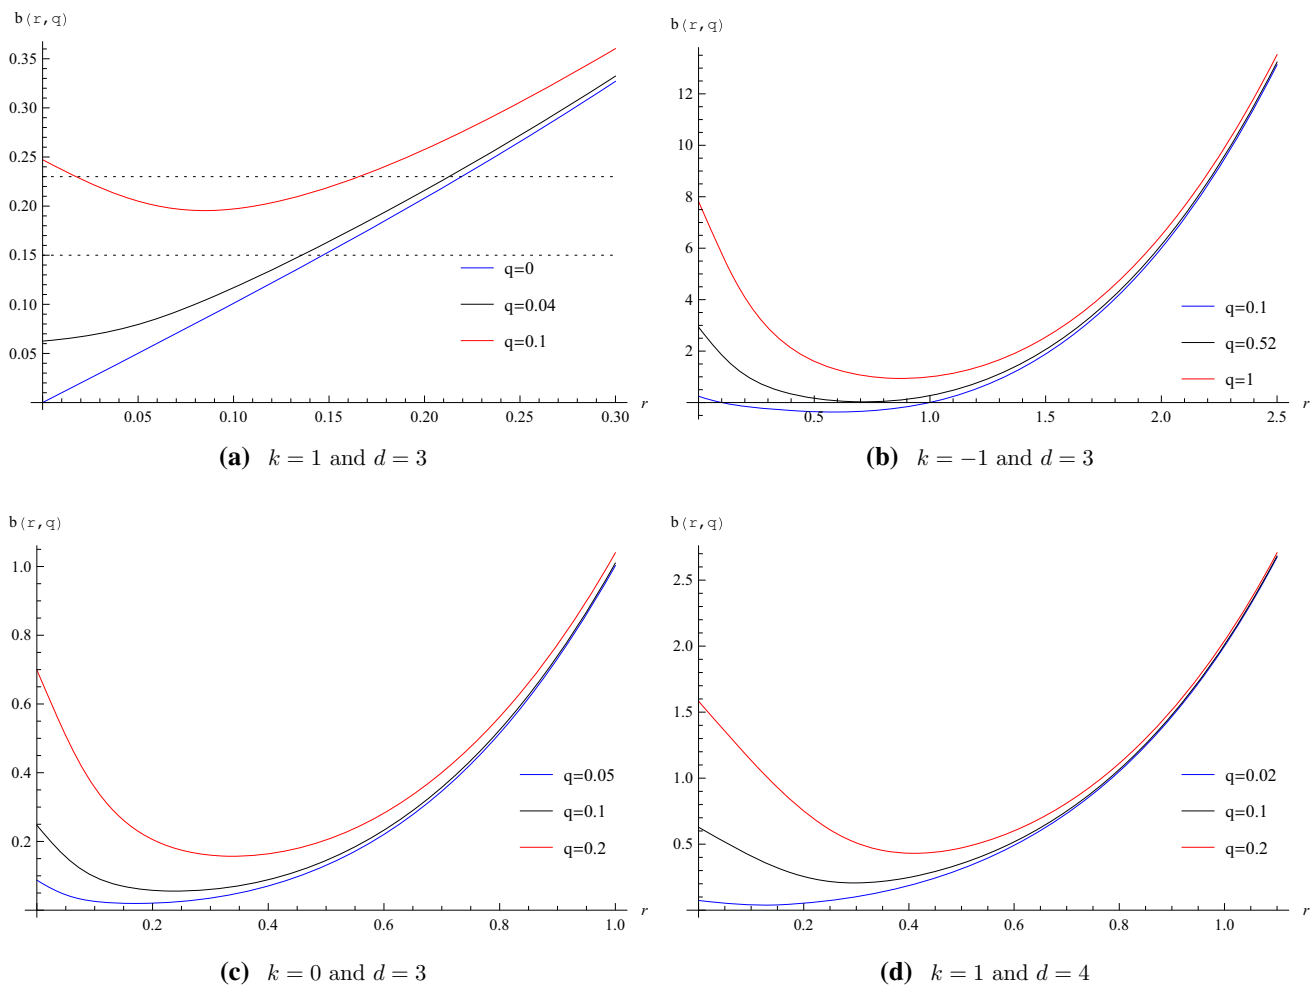 b(r,q)
0.35
0.30
0.25
0.20
0.15
0.10
0.05
0.05 0.10 0.15 0.20 0.25 0.30 r
q=0
q=0.04
q=0.1
(a) k = 1 and d = 3
b(r,q)
12
10
8
6
4
2
0.5 1.0 1.5 2.0 2.5 r
q=0.1
q=0.52
q=1
(b) k = −1 and d = 3
b(r,q)
1.0
0.8
0.6
0.4
0.2
0.2 0.4 0.6 0.8 1.0 r
q=0.05
q=0.1
q=0.2
(c) k = 0 and d = 3
b(r,q)
2.5
2.0
1.5
1.0
0.5
0.2 0.4 0.6 0.8 1.0 r
q=0.02
q=0.1
q=0.2
(d) k = 1 and d = 4